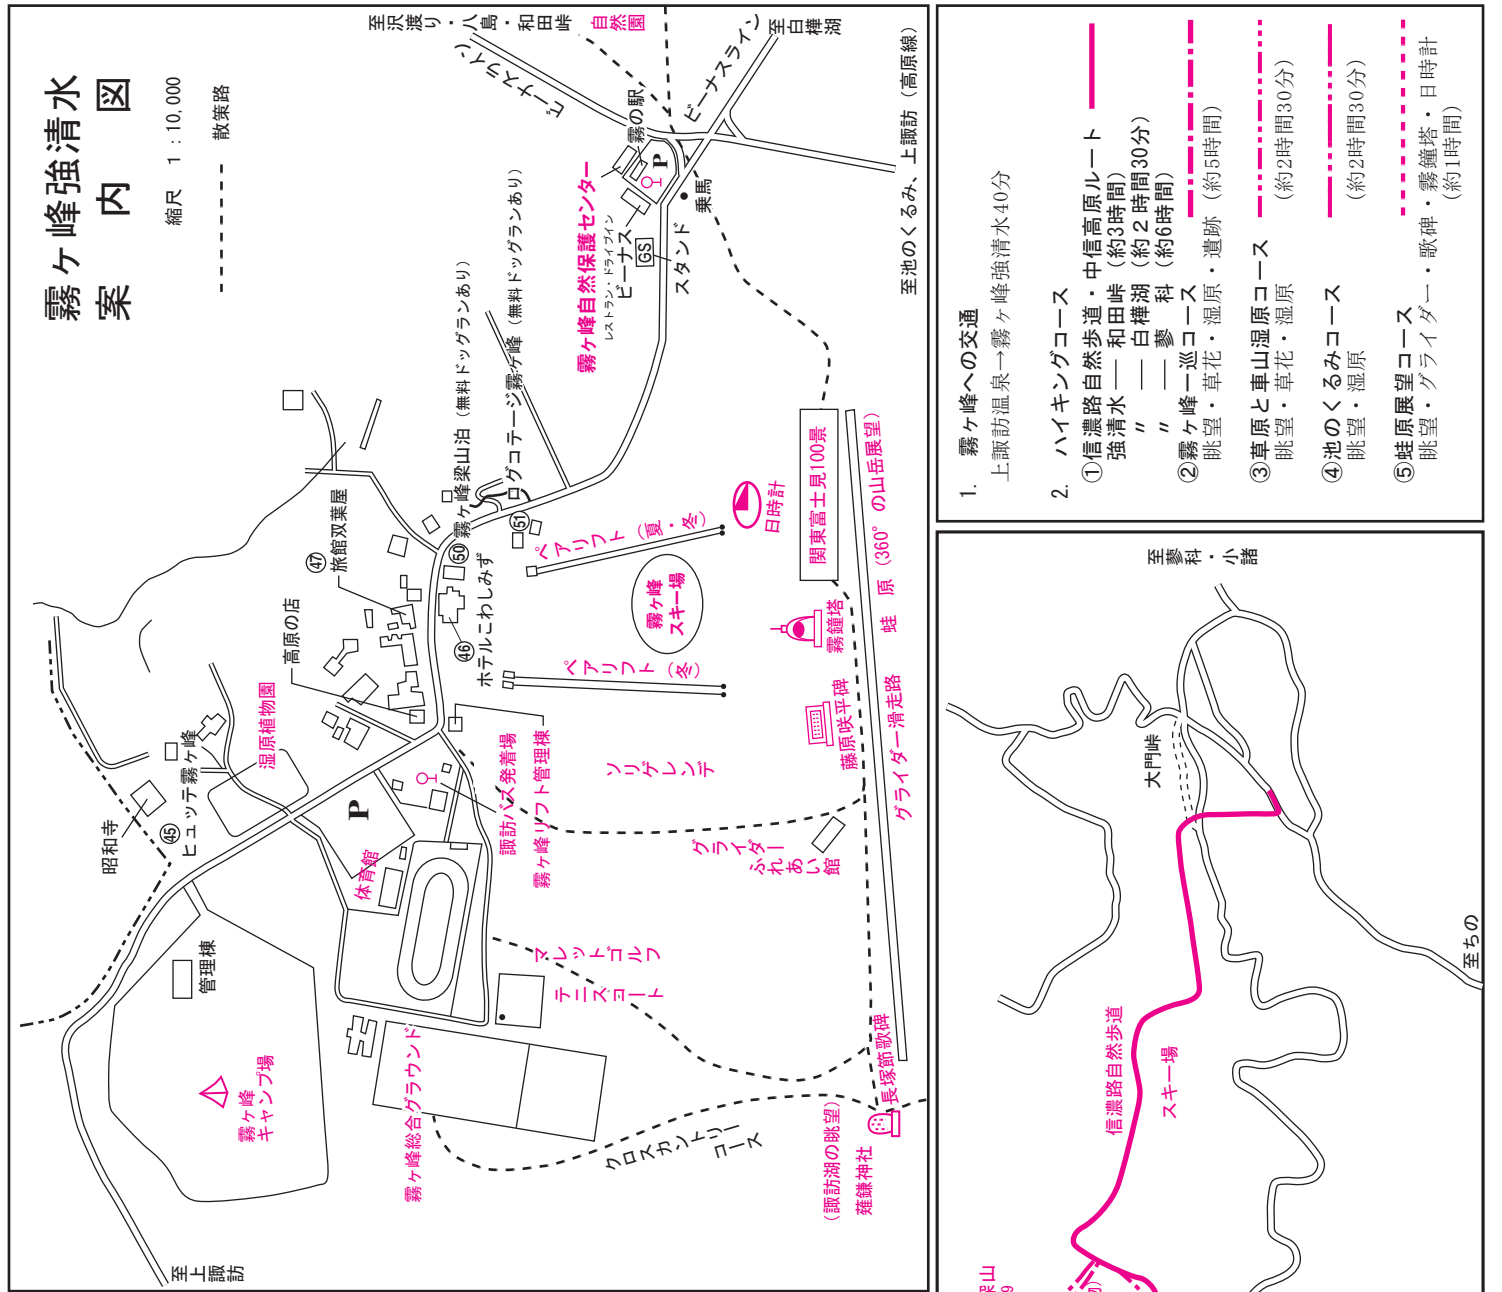 霧ヶ峰強清水
案内図
縮尺 1:10,000
散策路
至沢渡り・八島・和田峠
自然園
至白樺湖
ビーナスライン
ビーナスライン
霧の駅
P
乗馬
至池のくるみ、上諏訪(高原線)
霧ヶ峰自然保護センター
レストラン・ドライブイン
ビーナス
GS
スタンド
グコテージ霧ヶ峰(無料ドッグランあり)
51
霧ヶ峰梁山泊(無料ドッグランあり)
50
47
旅館双葉屋
高原の店
46
ホテルこわしみず
ペアリフト(夏・冬)
霧ヶ峰
スキー場
ペアリフト(冬)
日時計
関東富士見100景
霧鐘塔
蛙原(360°の山岳展望)
藤原咲平碑
グライダー滑走路
ソリゲレンデ
グライダー
ふれあい館
諏訪バス発着場
霧ヶ峰リフト管理棟
湿原植物園
45
ヒュッテ霧ヶ峰
昭和寺
P
体育館
管理棟
霧ヶ峰
キャンプ場
マレットゴルフ
テニスコート
霧ヶ峰総合グラウンド
クロスカントリー
コース
長塚節歌碑
(諏訪湖の眺望)
薙鎌神社
至上諏訪
1. 霧ヶ峰への交通
上諏訪温泉→霧ヶ峰強清水40分
2. ハイキングコース
①信濃路自然歩道・中信高原ルート
強清水 ── 和田峠(約3時間)
〃 ── 白樺湖(約2時間30分)
〃 ── 蓼科(約6時間)
②霧ヶ峰一巡コース
眺望・草花・湿原・遺跡(約5時間)
③草原と車山湿原コース
眺望・草花・湿原(約2時間30分)
④池のくるみコース
眺望・湿原(約2時間30分)
⑤蛙原展望コース
眺望・グライダー・歌碑・霧鐘塔・日時計
(約1時間)
至蓼科・小諸
大門峠
至ちの
信濃路自然歩道
スキー場